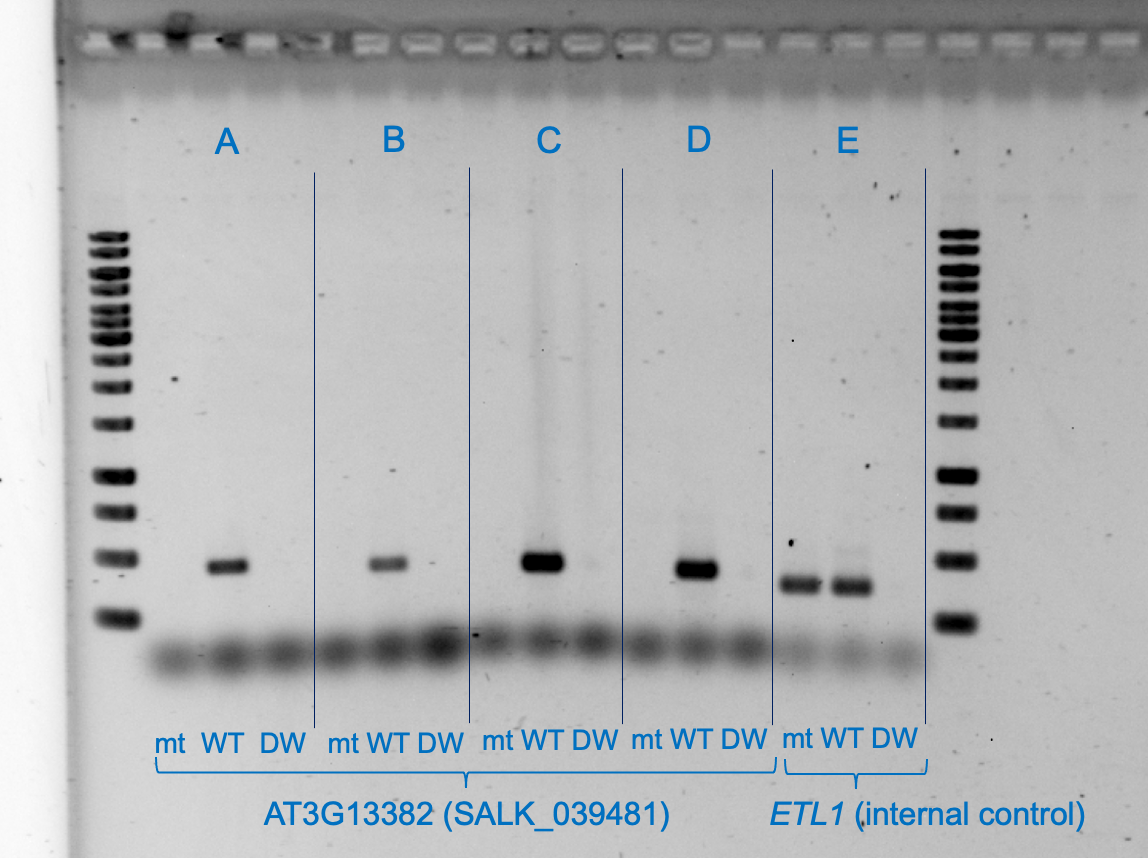 A B C D E
mt WT DW mt WT DW mt WT DW mt WT DW mt WT DW
AT3G13382 (SALK_039481) ETL1 (internal control)